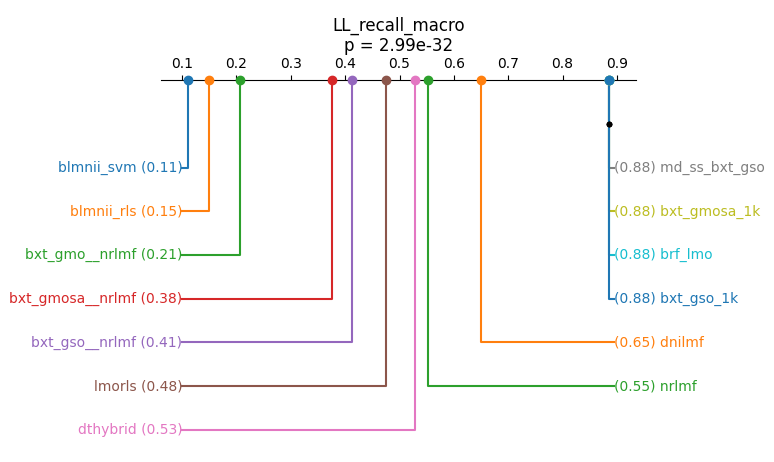 LL_recall_macro
p = 2.99e-32
0.1 0.2 0.3 0.4 0.5 0.6 0.7 0.8 0.9
blmnii_svm (0.11)
(0.88) md_ss_bxt_gso
blmnii_rls (0.15)
(0.88) bxt_gmosa_1k
bxt_gmo__nrlmf (0.21)
(0.88) brf_lmo
bxt_gmosa__nrlmf (0.38)
(0.88) bxt_gso_1k
bxt_gso__nrlmf (0.41)
(0.65) dnilmf
lmorls (0.48)
(0.55) nrlmf
dthybrid (0.53)